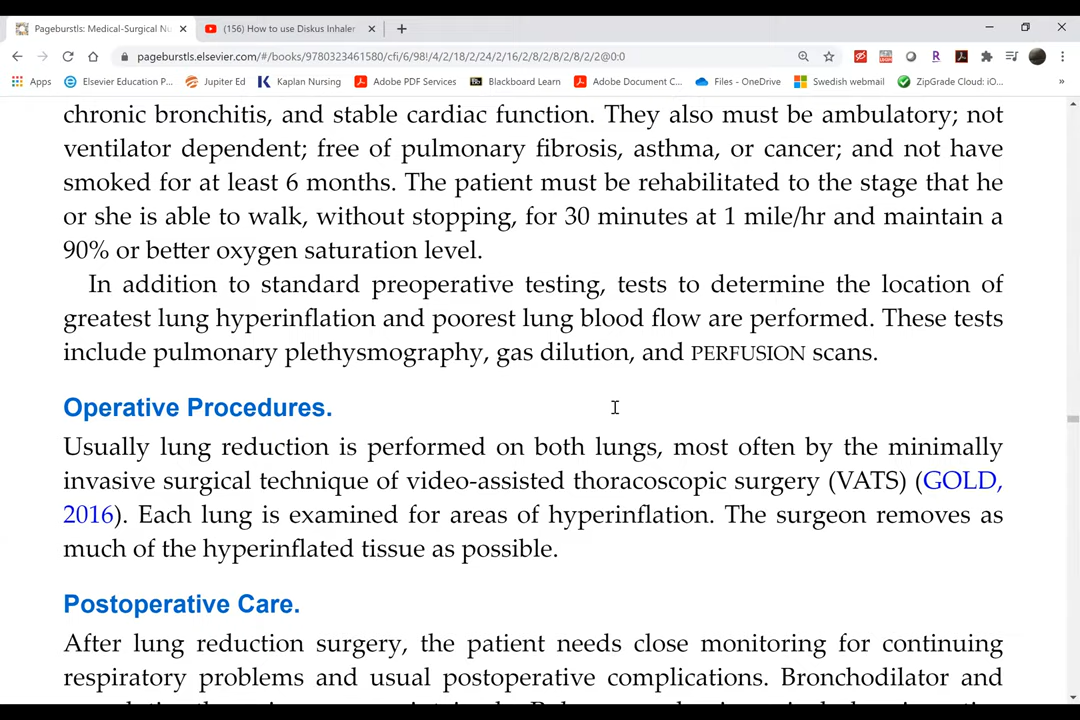 Pageburstls: Medical-Surgical Nu
(156) How to use Diskus Inhaler
pageburstls.elsevier.com/#/books/9780323461580/cfi/6/98!/4/2/18/2/24/2/16/2/8/2/8/2/8/2/2@0:0
Apps Elsevier Education P... Jupiter Ed Kaplan Nursing Adobe PDF Services Blackboard Learn Adobe Document C... Files - OneDrive Swedish webmail ZipGrade Cloud: iO... »
chronic bronchitis, and stable cardiac function. They also must be ambulatory; not
ventilator dependent; free of pulmonary fibrosis, asthma, or cancer; and not have
smoked for at least 6 months. The patient must be rehabilitated to the stage that he
or she is able to walk, without stopping, for 30 minutes at 1 mile/hr and maintain a
90% or better oxygen saturation level.
In addition to standard preoperative testing, tests to determine the location of
greatest lung hyperinflation and poorest lung blood flow are performed. These tests
include pulmonary plethysmography, gas dilution, and PERFUSION scans.
Operative Procedures.
Usually lung reduction is performed on both lungs, most often by the minimally
invasive surgical technique of video-assisted thoracoscopic surgery (VATS) (GOLD,
2016). Each lung is examined for areas of hyperinflation. The surgeon removes as
much of the hyperinflated tissue as possible.
Postoperative Care.
After lung reduction surgery, the patient needs close monitoring for continuing
respiratory problems and usual postoperative complications. Bronchodilator and